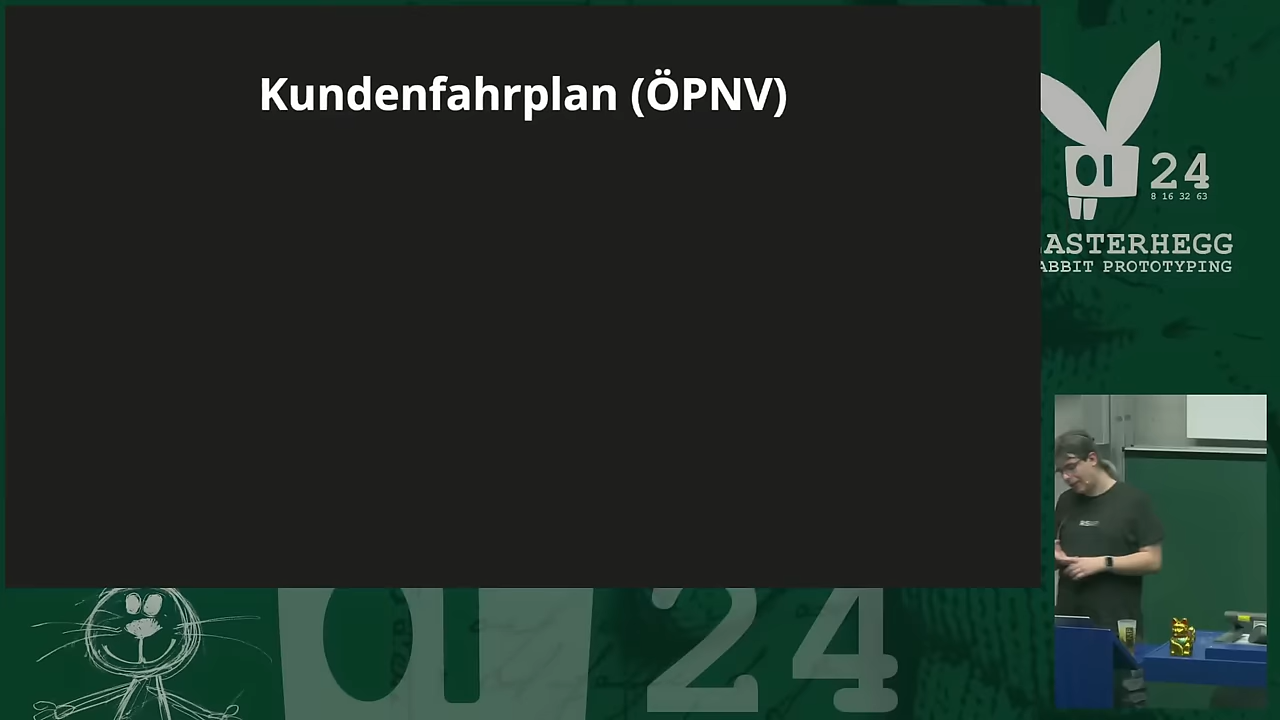 Kundenfahrplan (ÖPNV)
24
8 16 32 63
ASTERHEGG
ABBIT PROTOTYPING
24